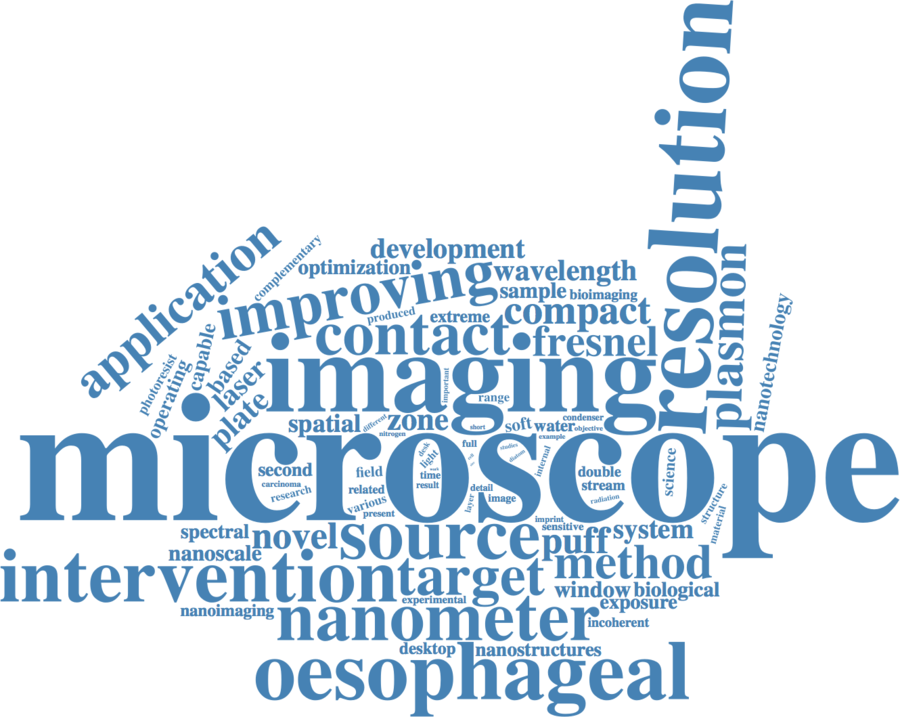 resolution
application
complementary
development
optimization
improving
wavelength
sample
bioimaging
produced
extreme
compact
contact
fresnel
plasmon
nanotechnology
photoresist
operating
capable
based
laser
plate
imaging
important
range
spatial
different
nitrogen
zone
short
soft
water
condenser
objective
example
microscope
second
carcinoma
research
field
related
various
present
desk
light
time
result
full
layer
detail
image
studies
diatom
internal
double
stream
radiation
science
structure
material
spectral
nanoscale
novel
source
imprint
sensitive
puff
system
intervention
target
method
window
biological
exposure
nanoimaging
experimental
nanometer
incoherent
desktop
nanostructures
oesophageal